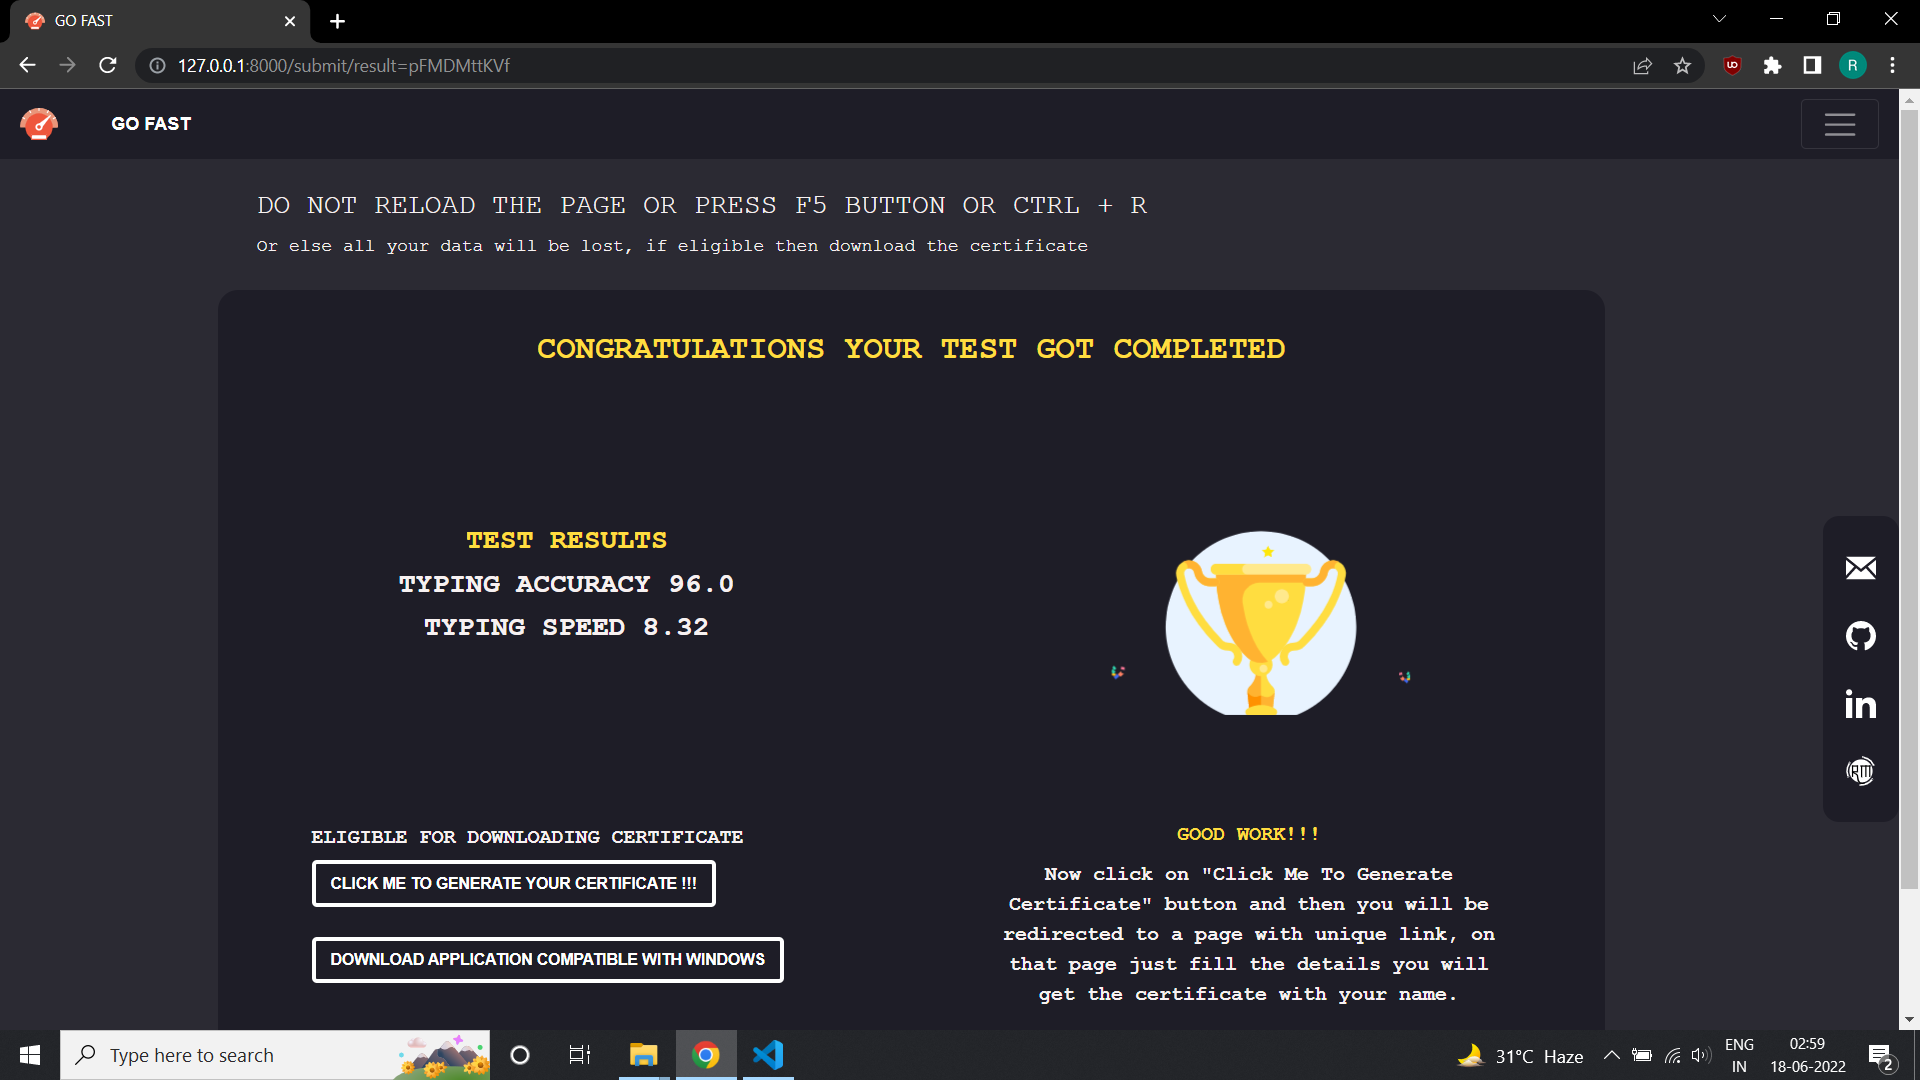 GO FAST
127.0.0.1:8000/submit/result=pFMDMttKVf
R
GO FAST
DO NOT RELOAD THE PAGE OR PRESS F5 BUTTON OR CTRL + R
Or else all your data will be lost, if eligible then download the certificate
CONGRATULATIONS YOUR TEST GOT COMPLETED
TEST RESULTS
TYPING ACCURACY 96.0
TYPING SPEED 8.32
in
RM
ELIGIBLE FOR DOWNLOADING CERTIFICATE
CLICK ME TO GENERATE YOUR CERTIFICATE !!!
DOWNLOAD APPLICATION COMPATIBLE WITH WINDOWS
GOOD WORK!!!
Now click on "Click Me To Generate
Certificate" button and then you will be
redirected to a page with unique link, on
that page just fill the details you will
get the certificate with your name.
Type here to search
31°C Haze
ENG
IN
02:59
18-06-2022
2